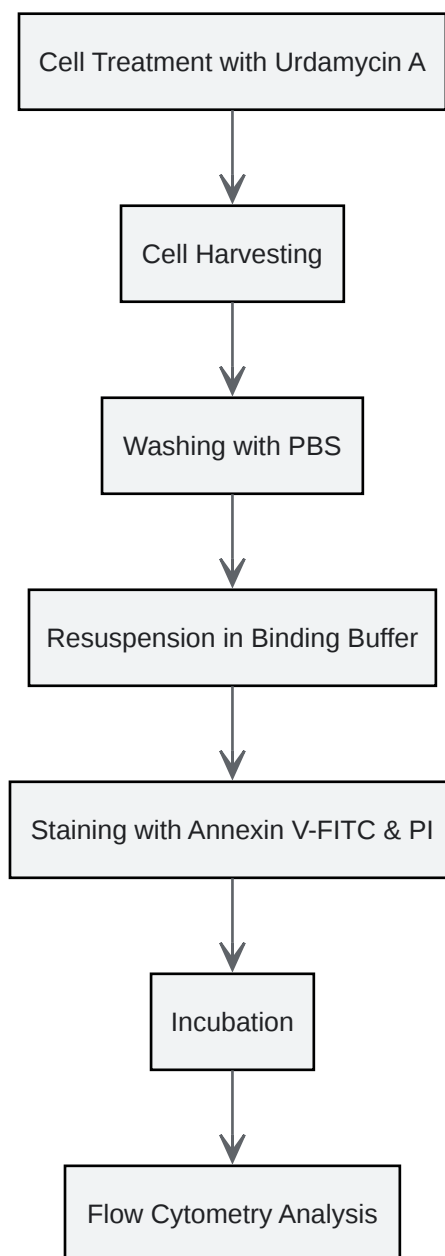 Cell Treatment with Urdamycin A
Cell Harvesting
Washing with PBS
Resuspension in Binding Buffer
Staining with Annexin V-FITC & PI
Incubation
Flow Cytometry Analysis